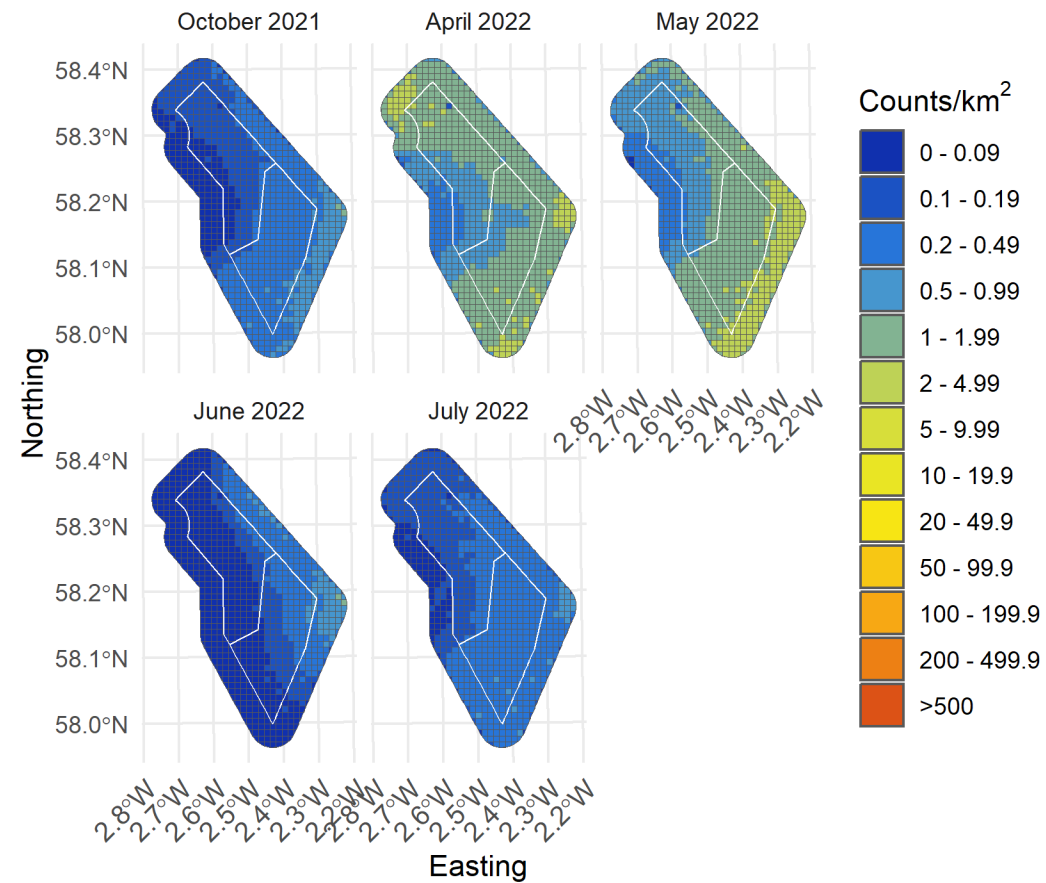 October 2021
April 2022
May 2022
58.4°N
58.3°N
58.2°N
58.1°N
58.0°N
2.8°W
2.7°W
2.6°W
2.5°W
2.4°W
2.3°W
2.2°W
June 2022
July 2022
58.4°N
58.3°N
58.2°N
58.1°N
58.0°N
2.8°W
2.7°W
2.6°W
2.5°W
2.4°W
2.3°W
2.2°W
2.8°W
2.7°W
2.6°W
2.5°W
2.4°W
2.3°W
2.2°W
Northing
Easting
Counts/km²
0 - 0.09
0.1 - 0.19
0.2 - 0.49
0.5 - 0.99
1 - 1.99
2 - 4.99
5 - 9.99
10 - 19.9
20 - 49.9
50 - 99.9
100 - 199.9
200 - 499.9
>500